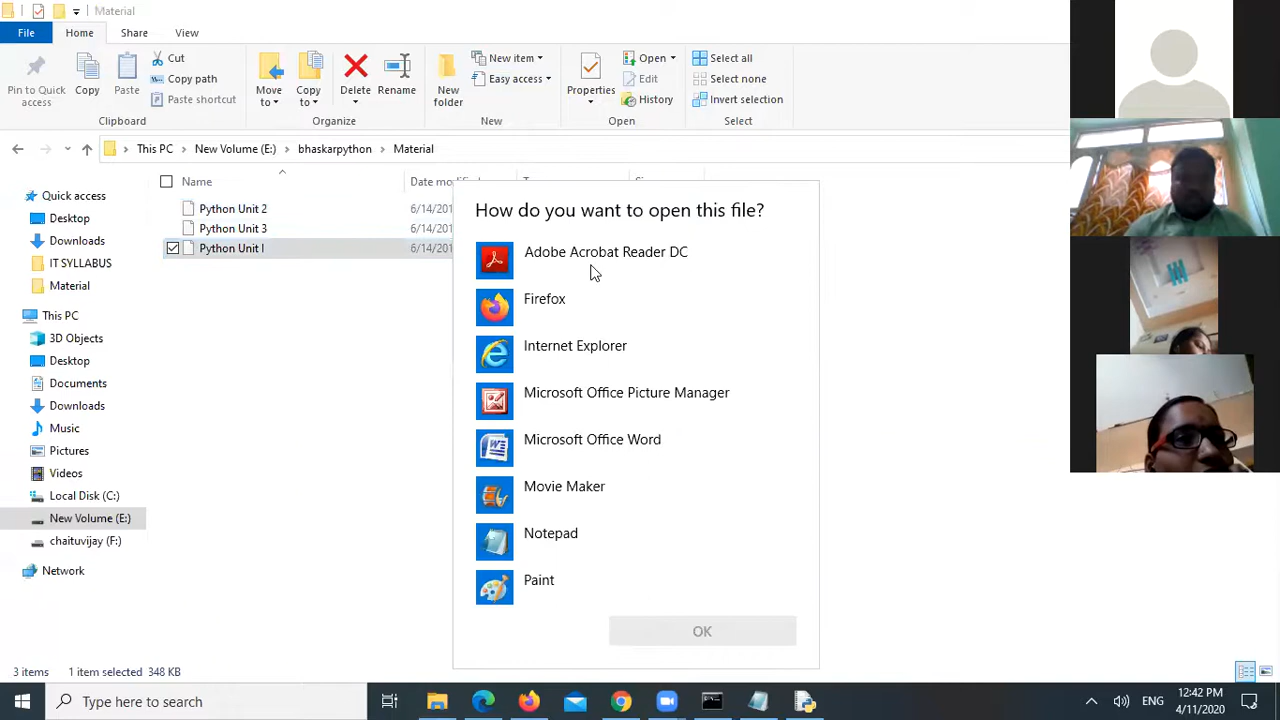 Material
File
Home
Share
View
Pin to Quick access
Copy
Paste
Cut
Copy path
Paste shortcut
Clipboard
Move to
Copy to
Delete
Rename
Organize
New folder
New item
Easy access
New
Properties
Open
Edit
History
Open
Select all
Select none
Invert selection
Select
This PC
New Volume (E:)
bhaskarpython
Material
Name
Python Unit 2
6/14/201
Python Unit 3
6/14/201
Python Unit I
6/14/201
Quick access
Desktop
Downloads
IT SYLLABUS
Material
This PC
3D Objects
Desktop
Documents
Downloads
Music
Pictures
Videos
Local Disk (C:)
New Volume (E:)
chaituvijay (F:)
Network
How do you want to open this file?
Adobe Acrobat Reader DC
Firefox
Internet Explorer
Microsoft Office Picture Manager
Microsoft Office Word
Movie Maker
Notepad
Paint
OK
3 items
1 item selected 348 KB
Type here to search
ENG
12:42 PM
4/11/2020